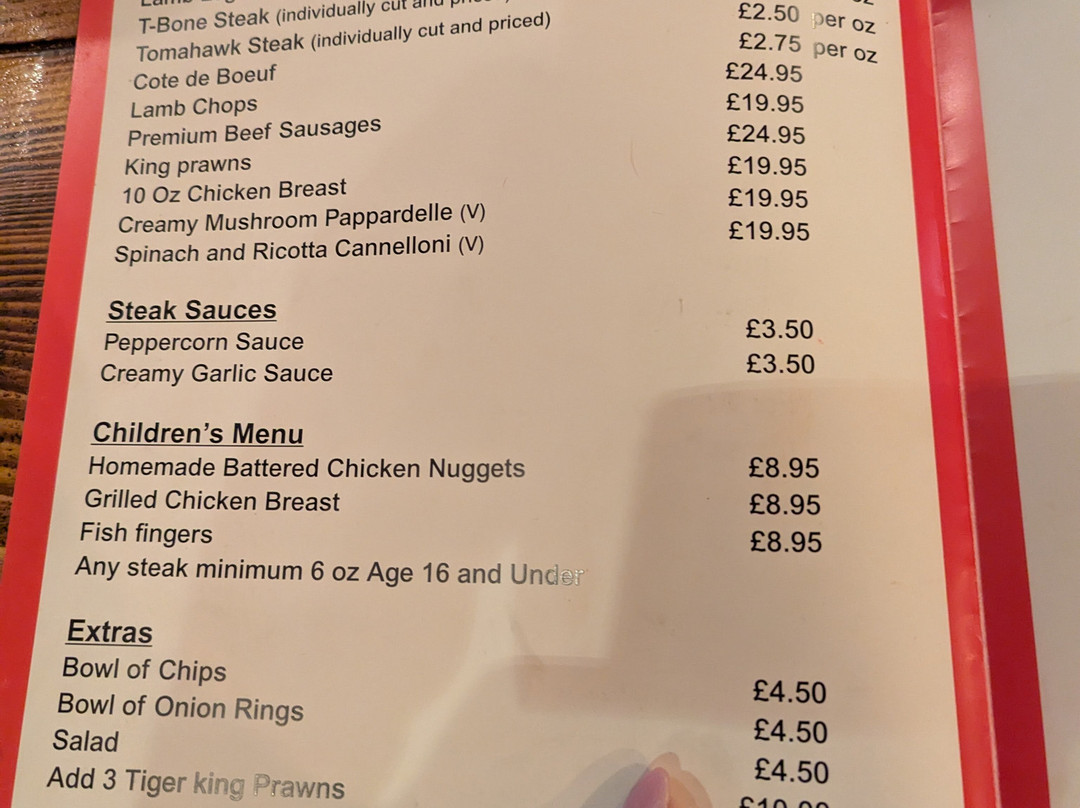 T-Bone Steak (individually cut and
Tomahawk Steak (individually cut and priced) £2.50 per oz
Cote de Boeuf £2.75 per oz
Lamb Chops £24.95
Premium Beef Sausages £19.95
King prawns £24.95
10 Oz Chicken Breast £19.95
Creamy Mushroom Pappardelle (V) £19.95
Spinach and Ricotta Cannelloni (V) £19.95
Steak Sauces
Peppercorn Sauce £3.50
Creamy Garlic Sauce £3.50
Children's Menu
Homemade Battered Chicken Nuggets £8.95
Grilled Chicken Breast £8.95
Fish fingers £8.95
Any steak minimum 6 oz Age 16 and Under
Extras
Bowl of Chips £4.50
Bowl of Onion Rings £4.50
Salad £4.50
Add 3 Tiger king Prawns